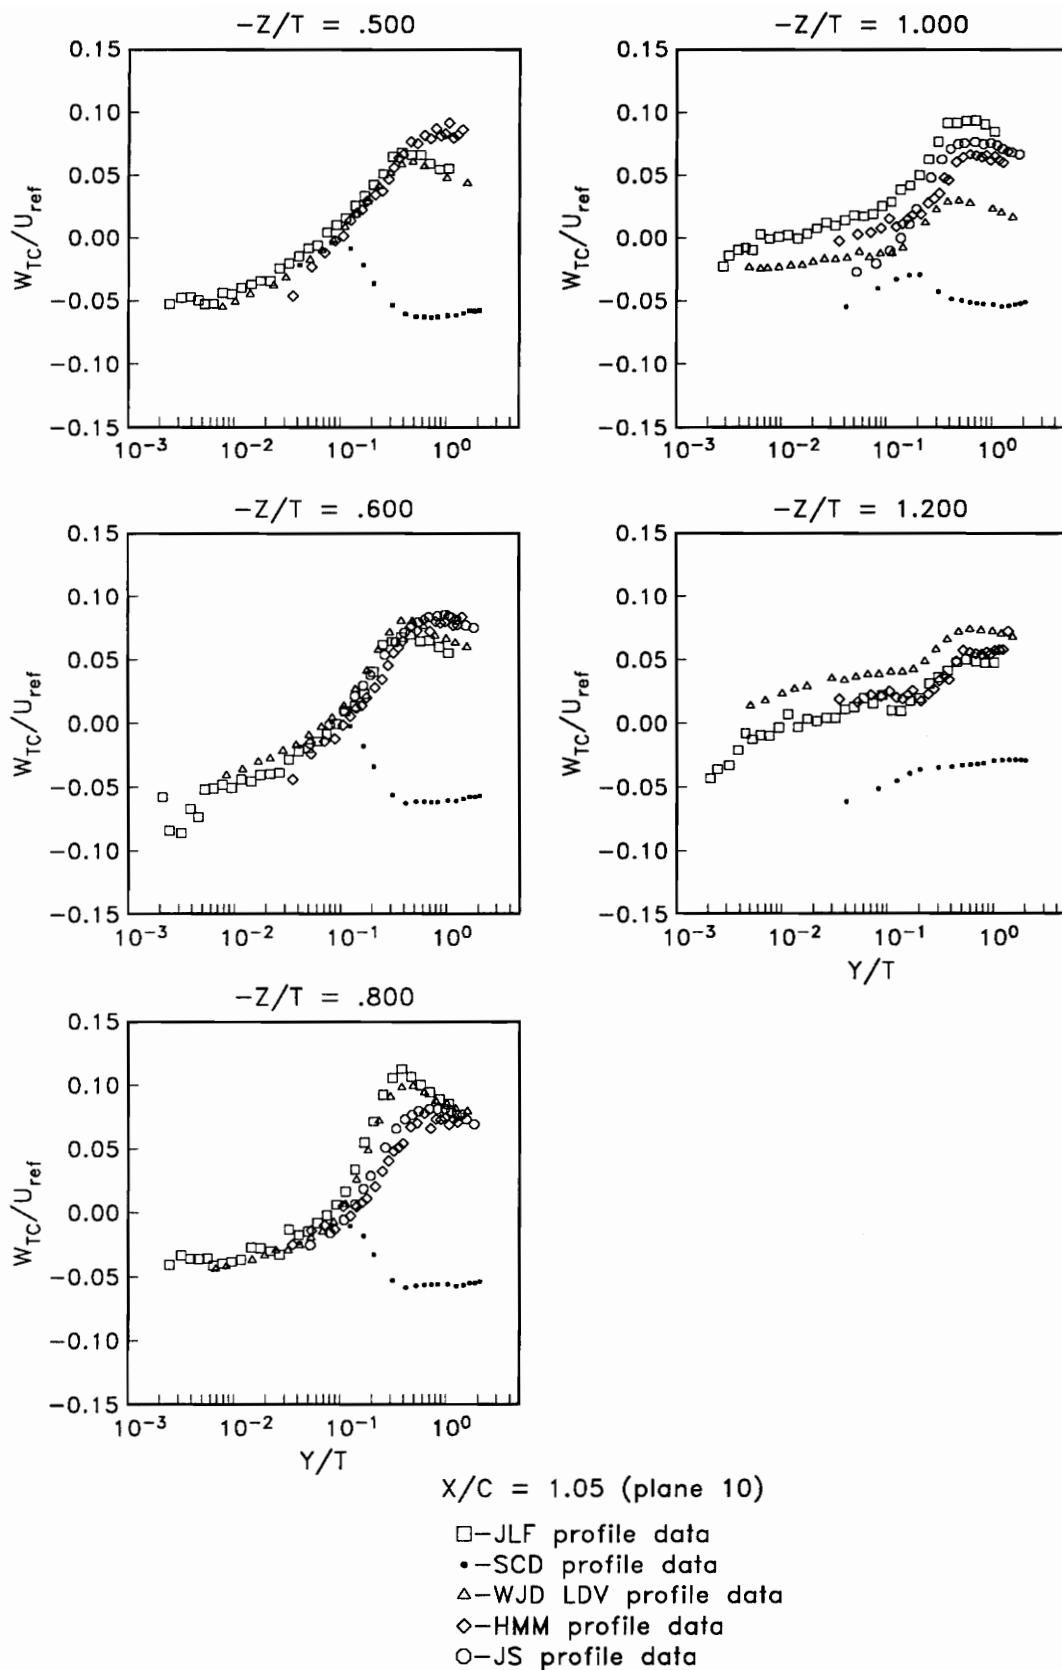 -Z/T = .500
0.15
0.10
0.05
0.00
-0.05
-0.10
-0.15
W_TC/U_ref
10^-3 10^-2 10^-1 10^0
-Z/T = 1.000
0.15
0.10
0.05
0.00
-0.05
-0.10
-0.15
W_TC/U_ref
10^-3 10^-2 10^-1 10^0
-Z/T = .600
0.15
0.10
0.05
0.00
-0.05
-0.10
-0.15
W_TC/U_ref
10^-3 10^-2 10^-1 10^0
-Z/T = 1.200
0.15
0.10
0.05
0.00
-0.05
-0.10
-0.15
W_TC/U_ref
10^-3 10^-2 10^-1 10^0
Y/T
-Z/T = .800
0.15
0.10
0.05
0.00
-0.05
-0.10
-0.15
W_TC/U_ref
10^-3 10^-2 10^-1 10^0
Y/T
X/C = 1.05 (plane 10)
□-JLF profile data
•-SCD profile data
△-WJD LDV profile data
◇-HMM profile data
○-JS profile data